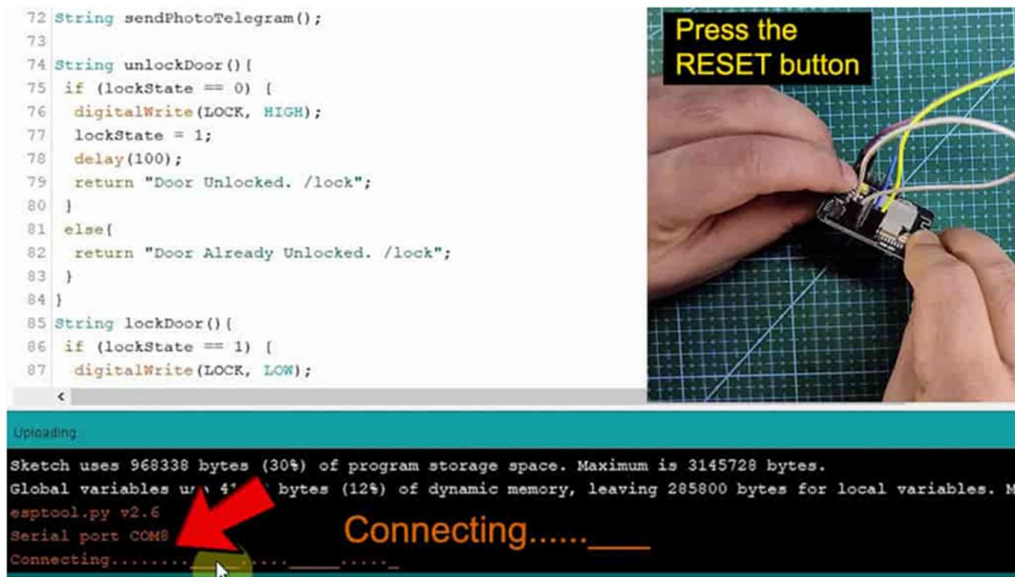 72 String sendPhotoTelegram();
73
74 String unlockDoor(){
75 if (lockState == 0) {
76 digitalWrite(LOCK, HIGH);
77 lockState = 1;
78 delay(100);
79 return "Door Unlocked. /lock";
80 }
81 else{
82 return "Door Already Unlocked. /lock";
83 }
84 }
85 String lockDoor(){
86 if (lockState == 1) {
87 digitalWrite(LOCK, LOW);
Press the
RESET button
Uploading
Sketch uses 968338 bytes (30%) of program storage space. Maximum is 3145728 bytes.
Global variables bytes (12%) of dynamic memory, leaving 285800 bytes for local variables. M
esptool.py v2.6
Serial port COM8
Connecting........_____....._____....._
Connecting......___